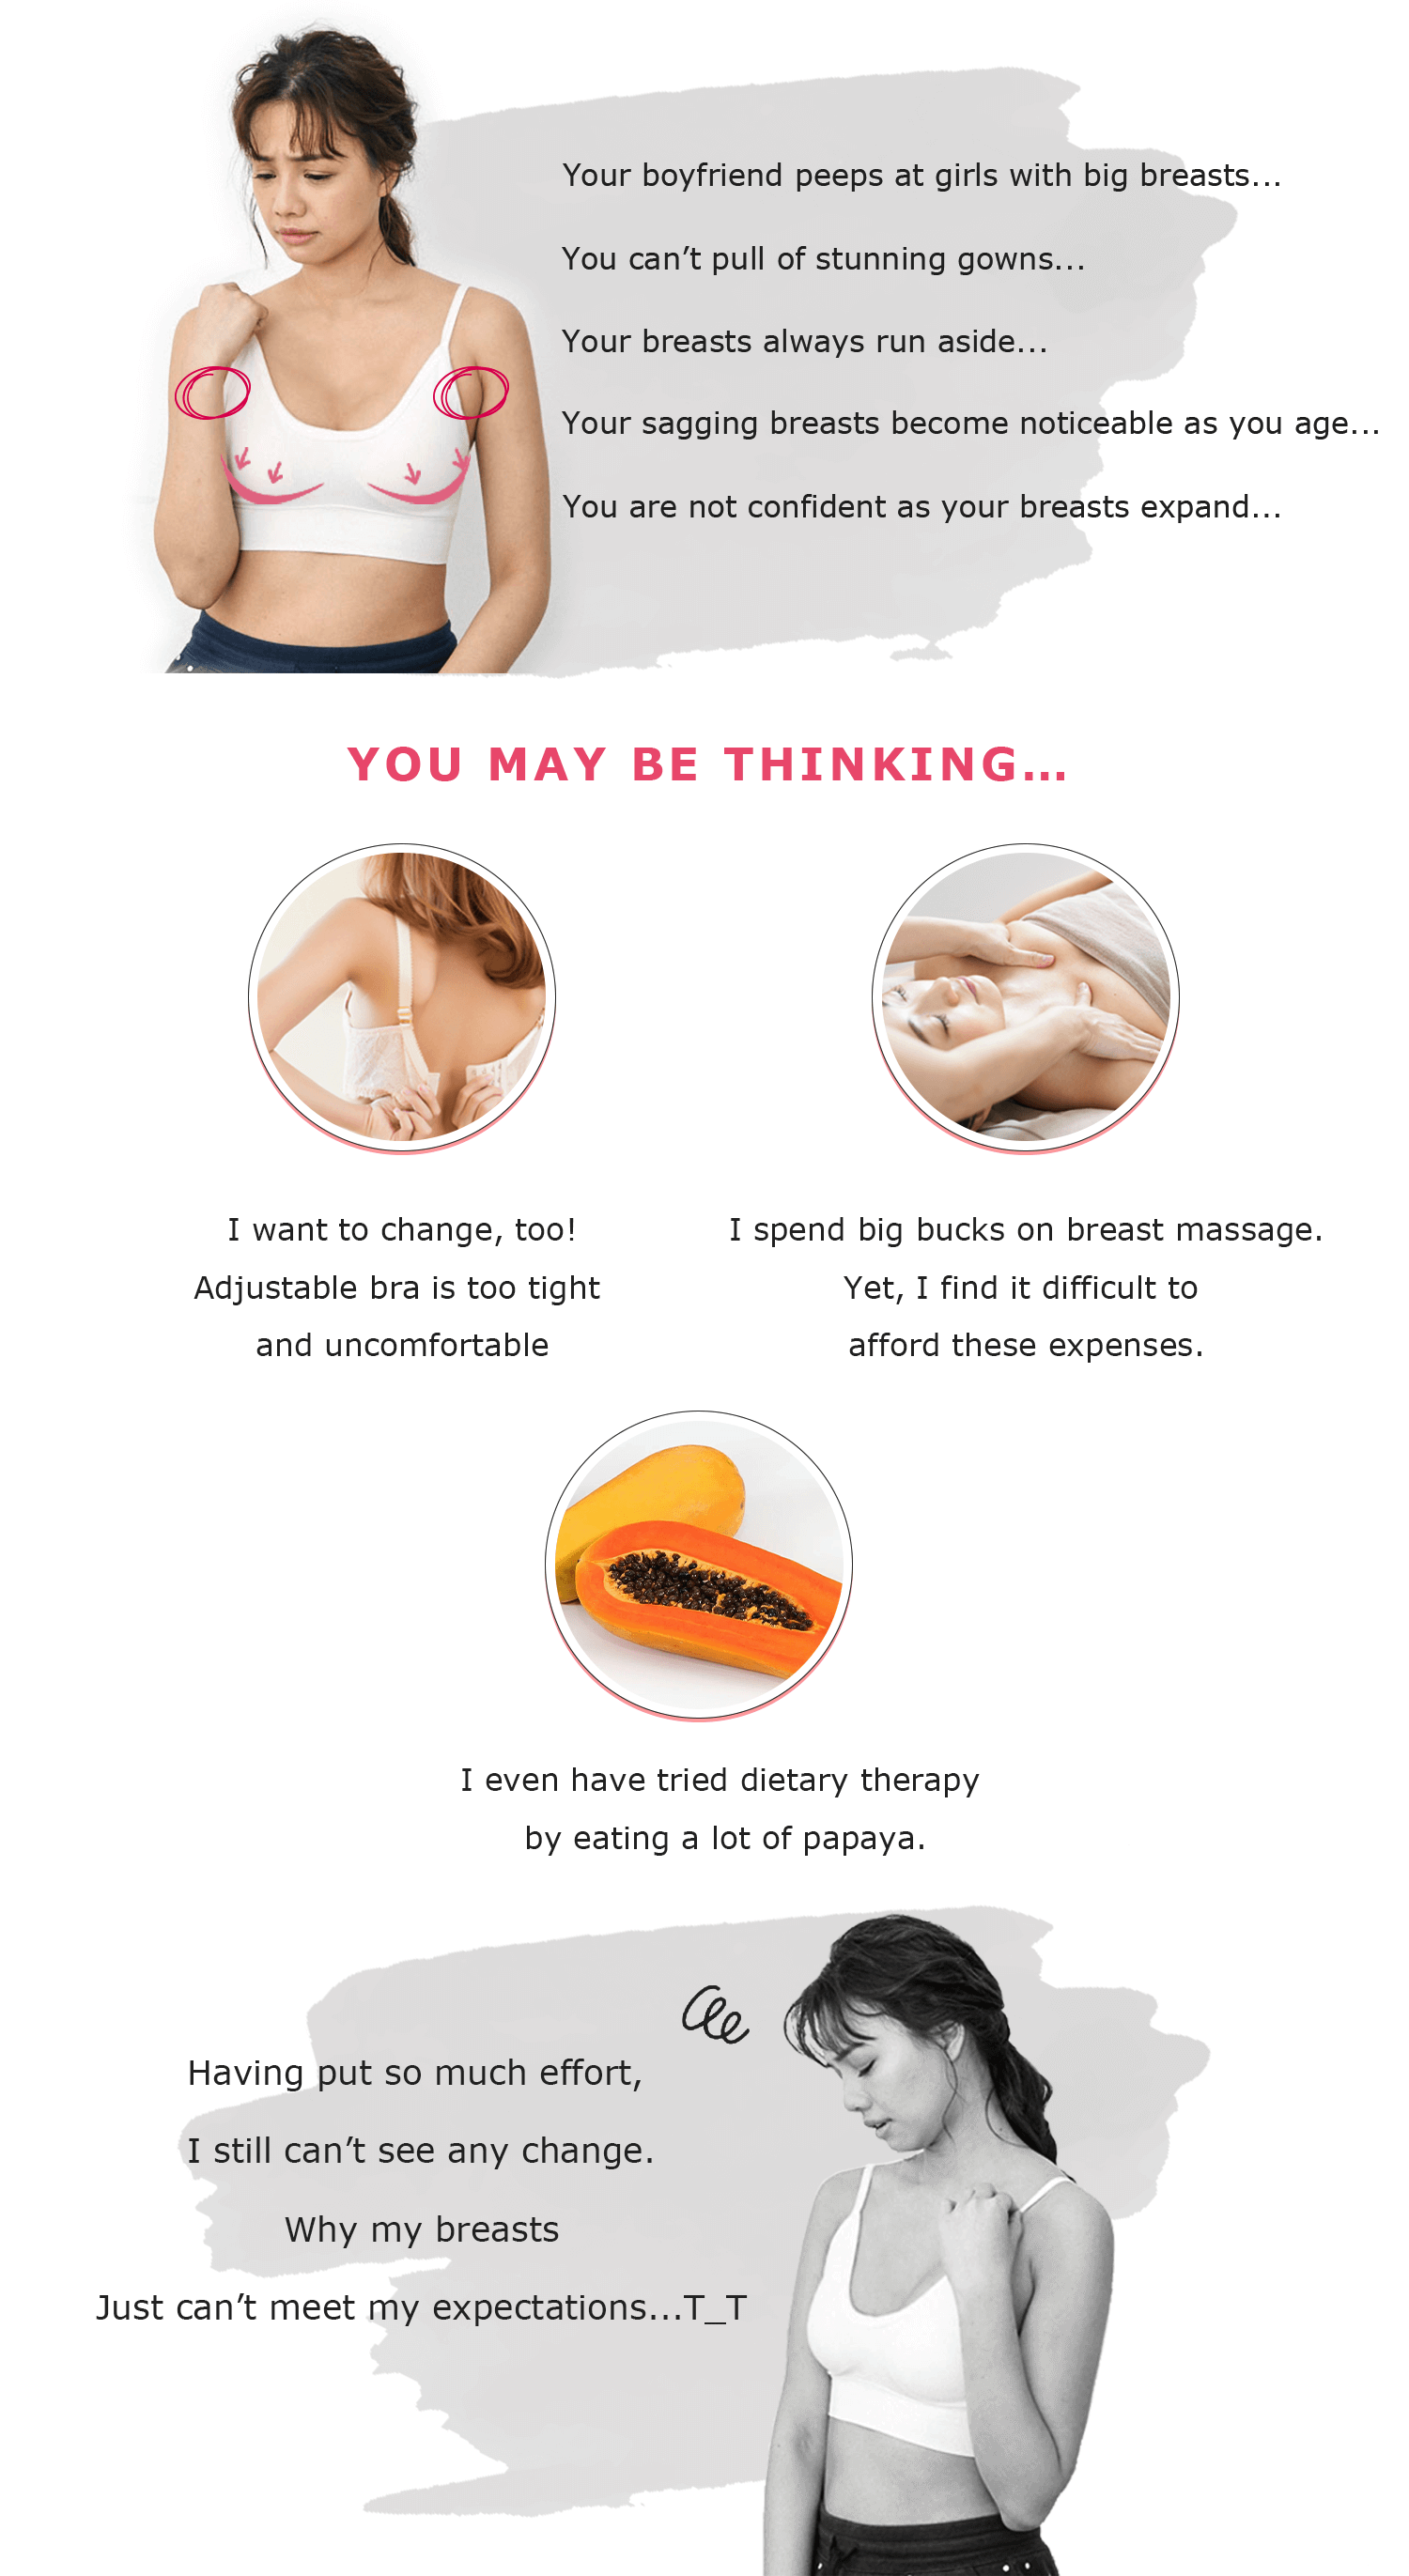 Your boyfriend peeps at girls with big breasts...
You can’t pull of stunning gowns...
Your breasts always run aside...
Your sagging breasts become noticeable as you age...
You are not confident as your breasts expand...
YOU MAY BE THINKING...
I want to change, too!
Adjustable bra is too tight
and uncomfortable
I spend big bucks on breast massage.
Yet, I find it difficult to
afford these expenses.
I even have tried dietary therapy
by eating a lot of papaya.
Having put so much effort,
I still can’t see any change.
Why my breasts
Just can’t meet my expectations...T_T